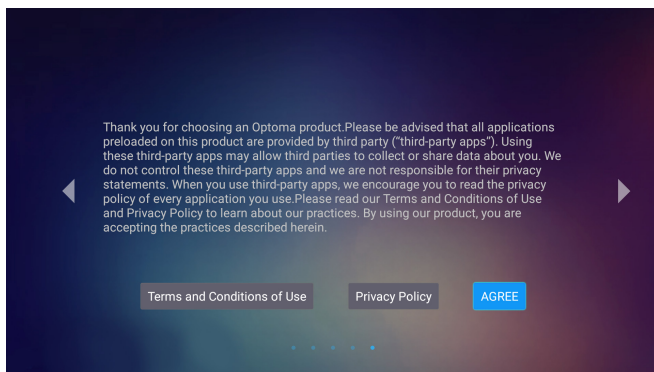 Thank you for choosing an Optoma product.Please be advised that all applications
preloaded on this product are provided by third party (“third-party apps”). Using
these third-party apps may allow third parties to collect or share data about you. We
do not control these third-party apps and we are not responsible for their privacy
statements. When you use third-party apps, we encourage you to read the privacy
policy of every application you use.Please read our Terms and Conditions of Use
and Privacy Policy to learn about our practices. By using our product, you are
accepting the practices described herein.
Terms and Conditions of Use Privacy Policy AGREE